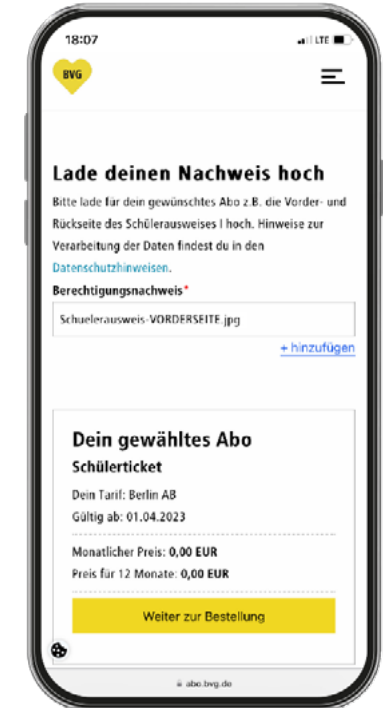 18:07
LTE
BVG
Lade deinen Nachweis hoch
Bitte lade für dein gewünschtes Abo z.B. die Vorder- und
Rückseite des Schülerausweises I hoch. Hinweise zur
Verarbeitung der Daten findest du in den
Datenschutzhinweisen.
Berechtigungsnachweis*
Schuelerausweis-VORDERSEITE.jpg
+ hinzufügen
Dein gewähltes Abo
Schülerticket
Dein Tarif: Berlin AB
Gültig ab: 01.04.2023
Monatlicher Preis: 0,00 EUR
Preis für 12 Monate: 0,00 EUR
Weiter zur Bestellung
abo.bvg.de